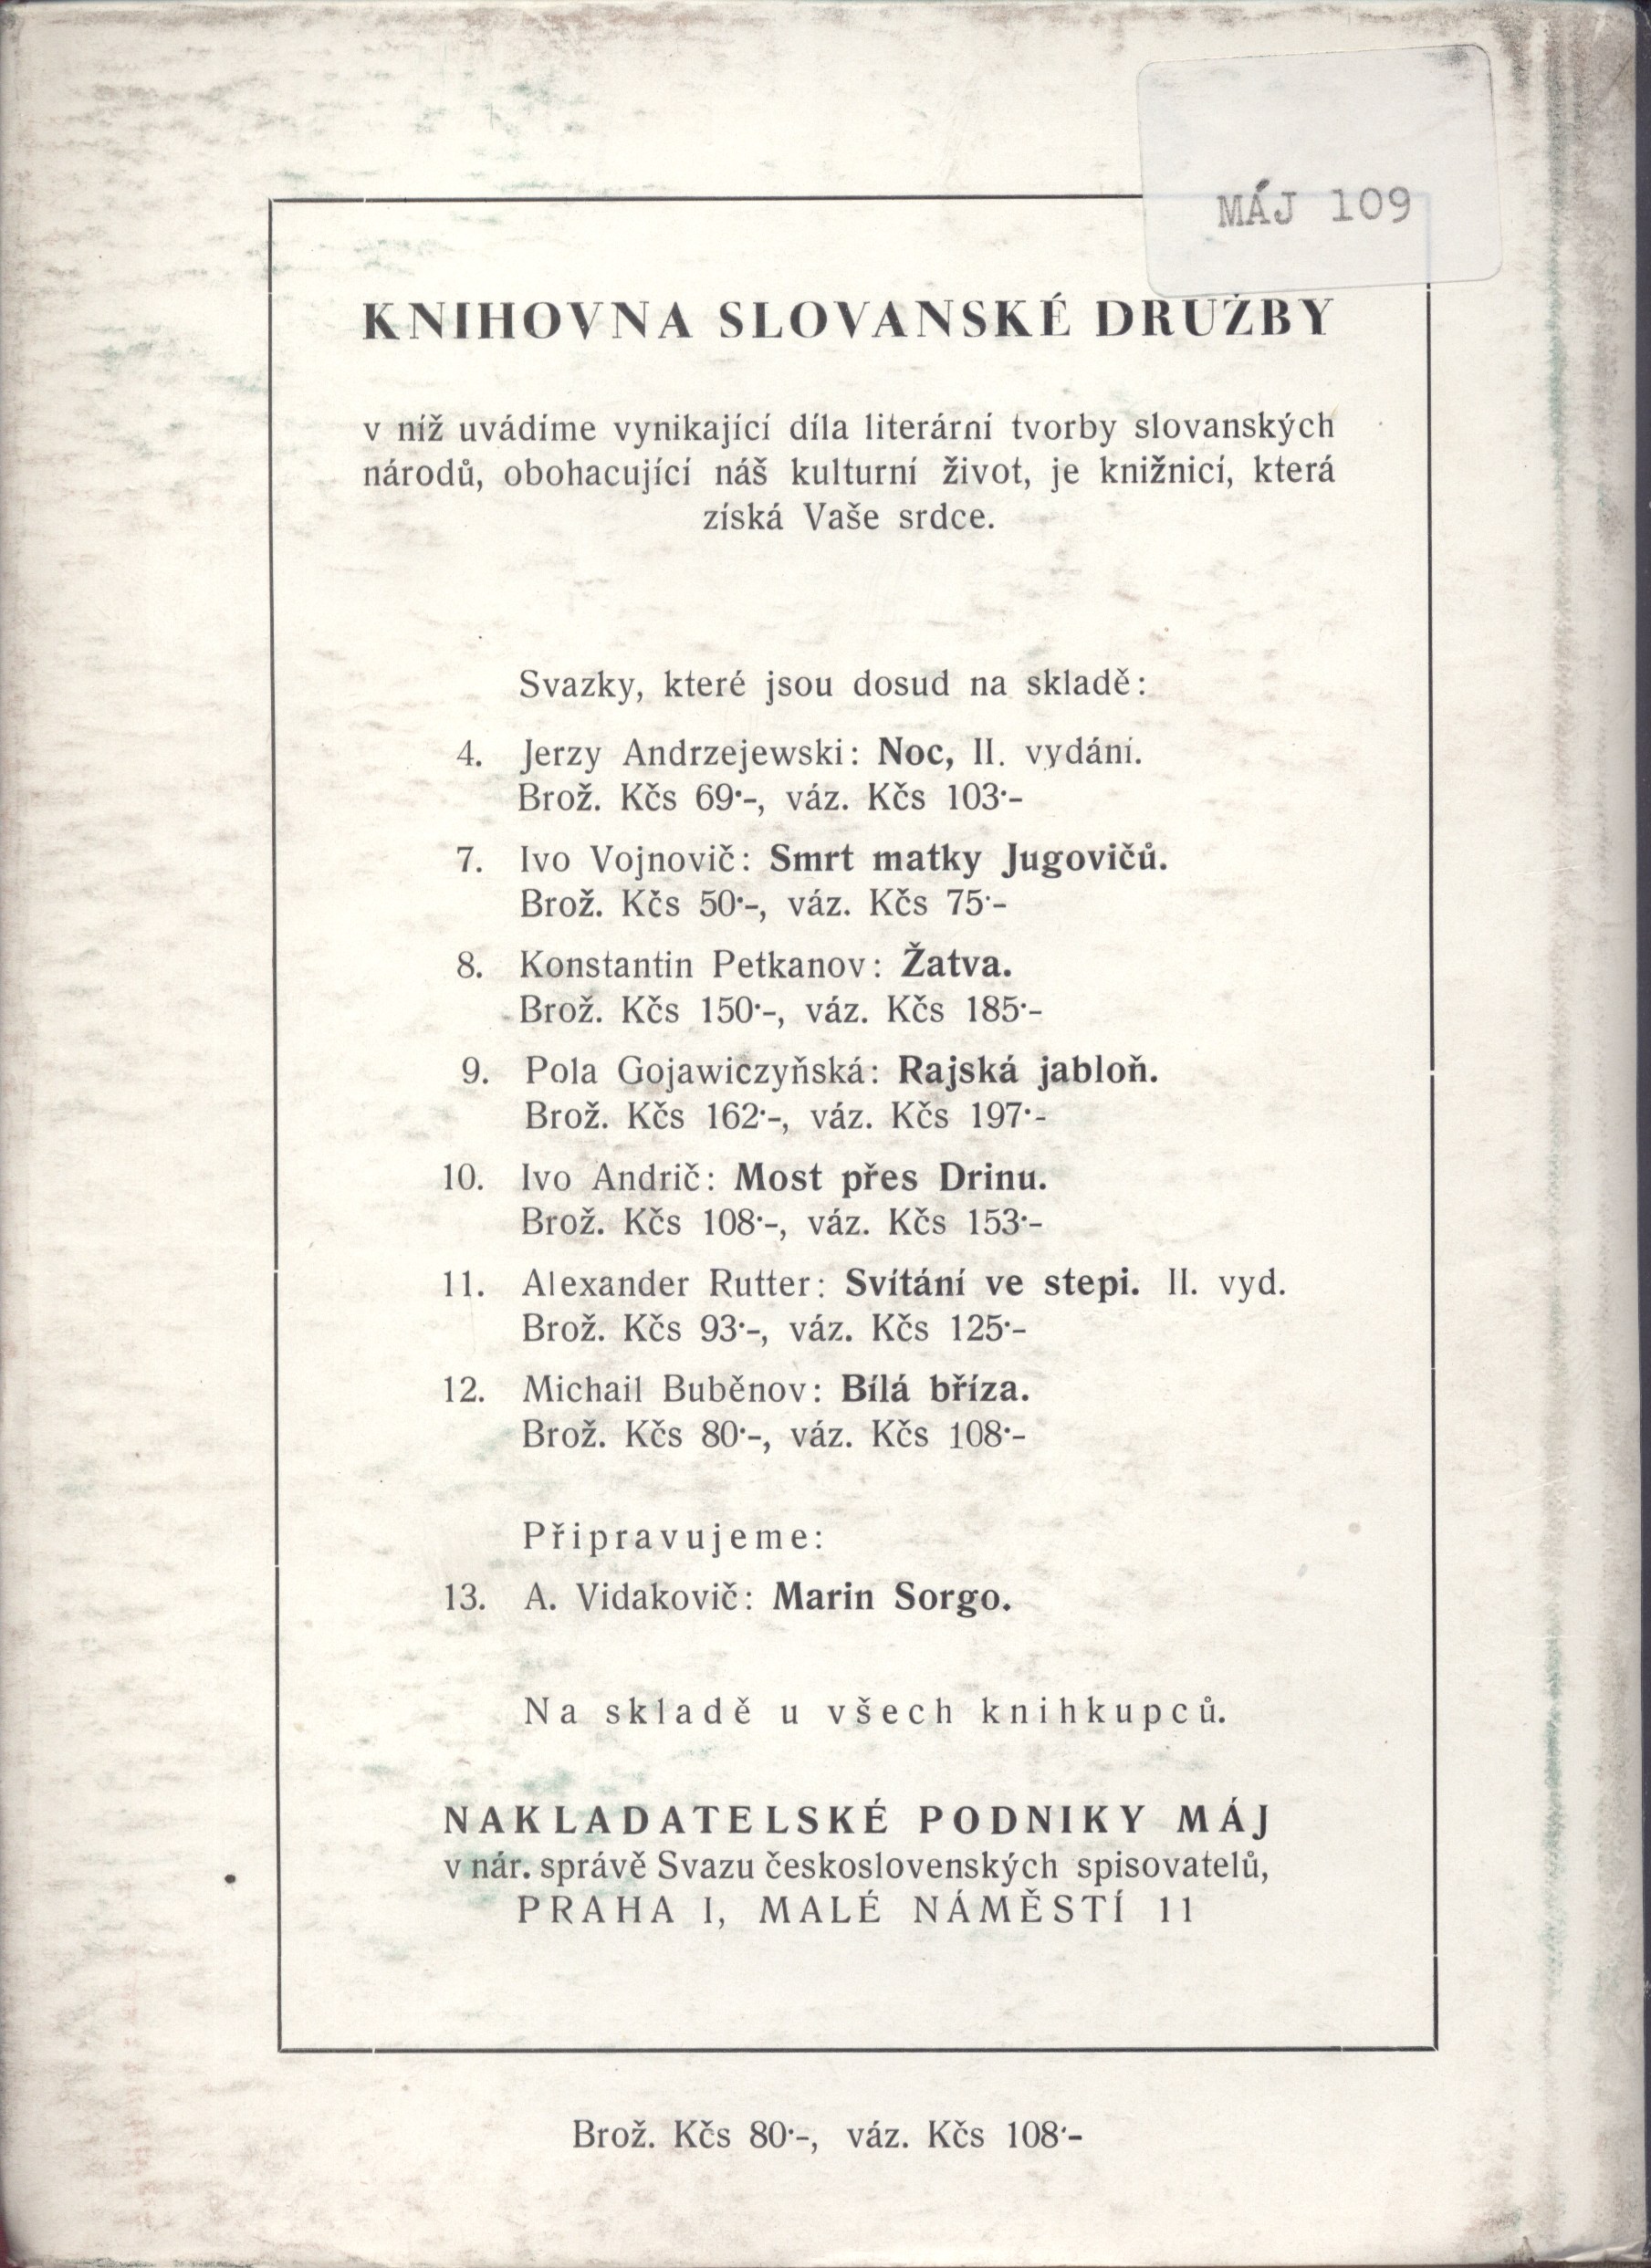 MÁJ 109
KNIHOVNA SLOVANSKÉ DRUŽBY
v níž uvádíme vynikající díla literární tvorby slovanských
národů, obohacující náš kulturní život, je knižnicí, která
získá Vaše srdce.
Svazky, které jsou dosud na skladě:
4. Jerzy Andrzejewski: Noc, II. vydání.
Brož. Kčs 69·-, váz. Kčs 103·-
7. Ivo Vojnovič: Smrt matky Jugovičů.
Brož. Kčs 50·-, váz. Kčs 75·-
8. Konstantin Petkanov: Žatva.
Brož. Kčs 150·-, váz. Kčs 185·-
9. Pola Gojawiczyňská: Rajská jabloň.
Brož. Kčs 162·-, váz. Kčs 197·-
10. Ivo Andrič: Most přes Drinu.
Brož. Kčs 108·-, váz. Kčs 153·-
11. Alexander Rutter: Svítání ve stepi. II. vyd.
Brož. Kčs 93·-, váz. Kčs 125·-
12. Michail Buběnov: Bílá bříza.
Brož. Kčs 80·-, váz. Kčs 108·-
Připravujeme:
13. A. Vidakovič: Marin Sorgo.
Na skladě u všech knihkupců.
NAKLADATELSKÉ PODNIKY MÁJ
v nár. správě Svazu československých spisovatelů,
PRAHA I, MALÉ NÁMĚSTÍ 11
Brož. Kčs 80·-, váz. Kčs 108·-